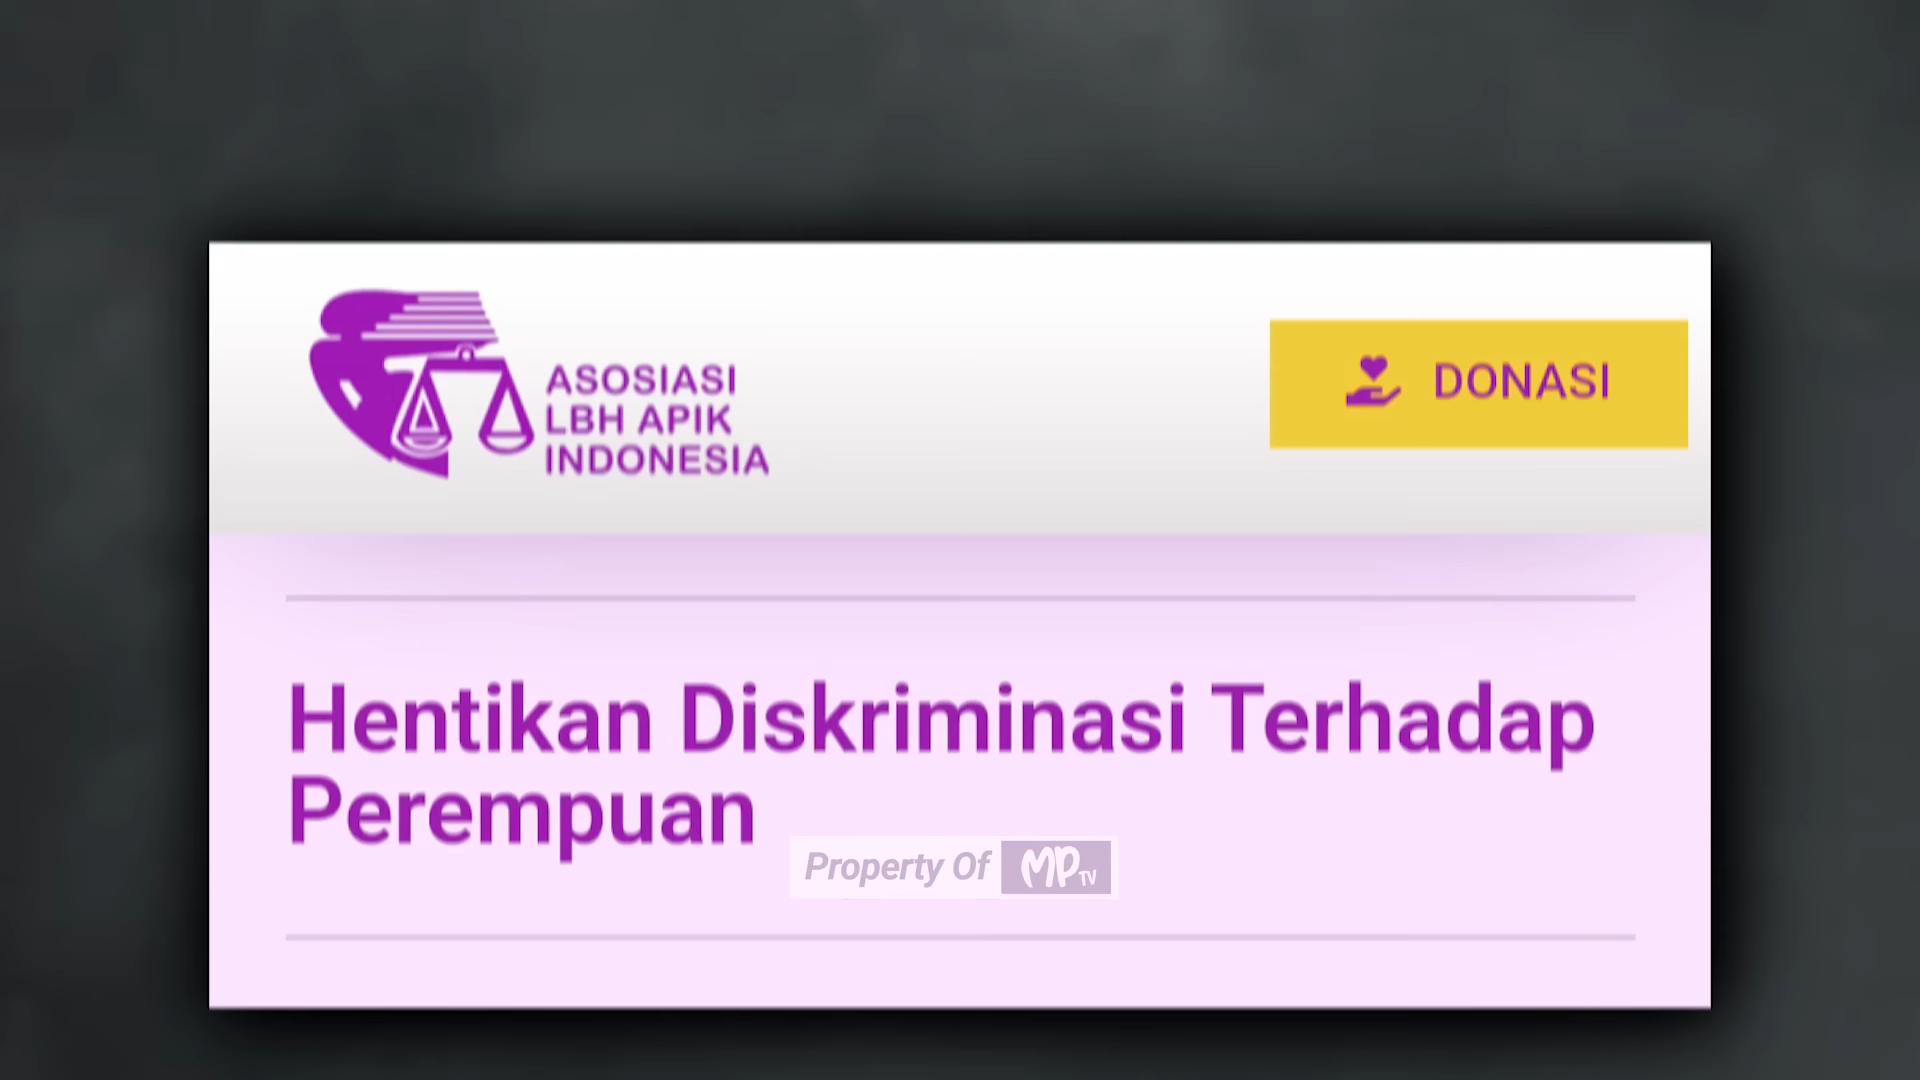 ASOSIASI
LBH APIK
INDONESIA
DONASI
Hentikan Diskriminasi Terhadap
Perempuan
Property Of MP TV